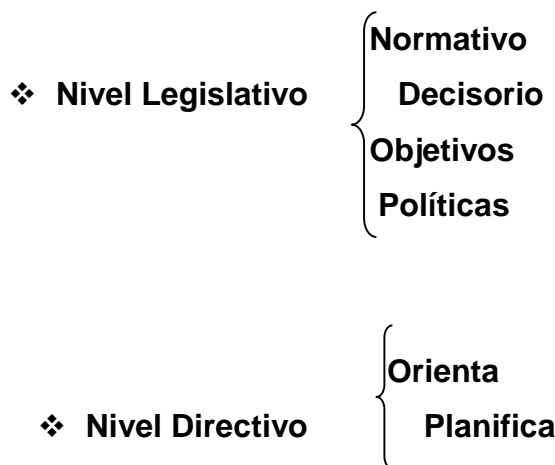 Normativo
❖ Nivel Legislativo Decisorio
Objetivos
Políticas
Orienta
❖ Nivel Directivo Planifica